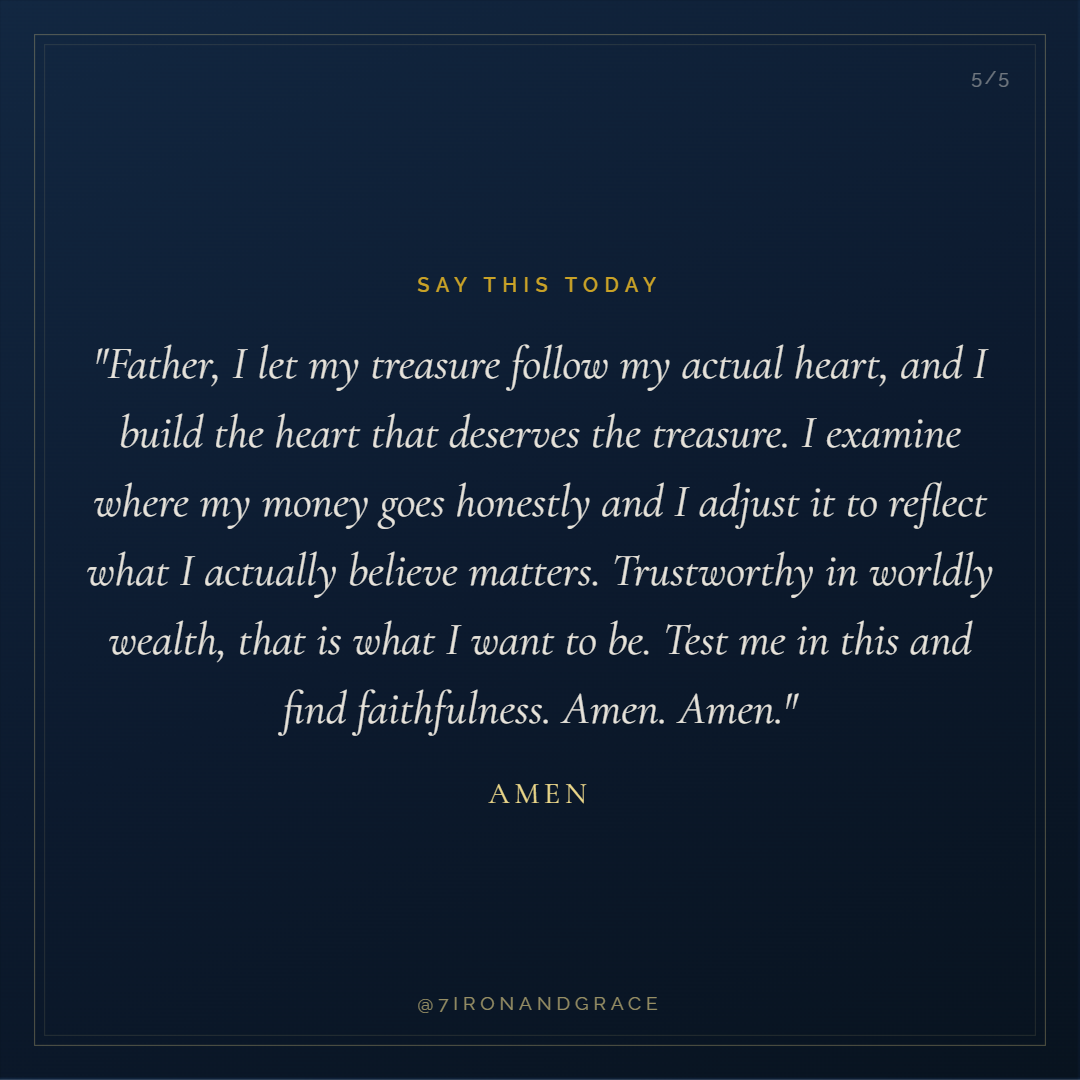 5/5
SAY THIS TODAY
"Father, I let my treasure follow my actual heart, and I
build the heart that deserves the treasure. I examine
where my money goes honestly and I adjust it to reflect
what I actually believe matters. Trustworthy in worldly
wealth, that is what I want to be. Test me in this and
find faithfulness. Amen. Amen."
AMEN
@7IRONANDGRACE